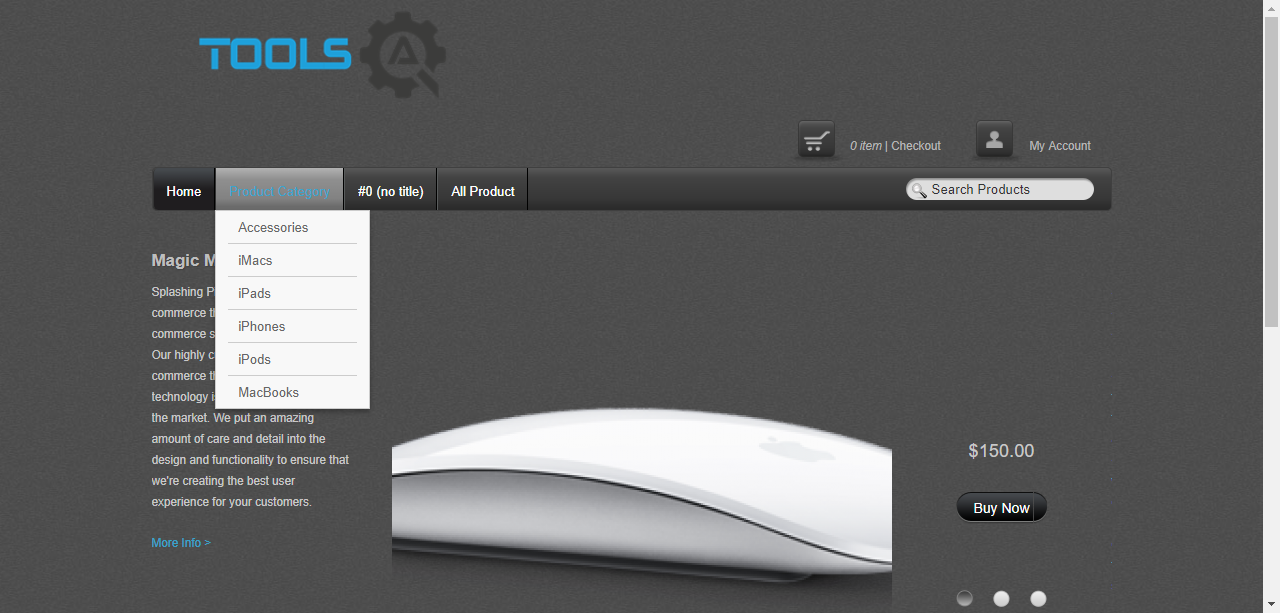 TOOLS QA
0 item | Checkout
My Account
Home
Product Category
#0 (no title)
All Product
Search Products
Accessories
iMacs
iPads
iPhones
iPods
MacBooks
Magic
Splashing
commerce
commerce
Our highly
commerce
technology
the market. We put an amazing
amount of care and detail into the
design and functionality to ensure that
we're creating the best user
experience for your customers.
More Info >
$150.00
Buy Now